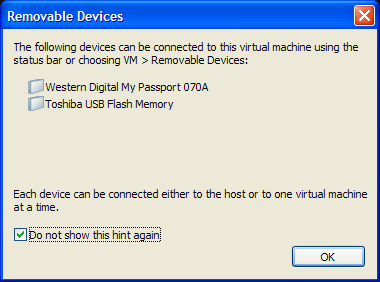 Removable Devices
The following devices can be connected to this virtual machine using the
status bar or choosing VM > Removable Devices:
Western Digital My Passport 070A
Toshiba USB Flash Memory
Each device can be connected either to the host or to one virtual machine
at a time.
Do not show this hint again
OK